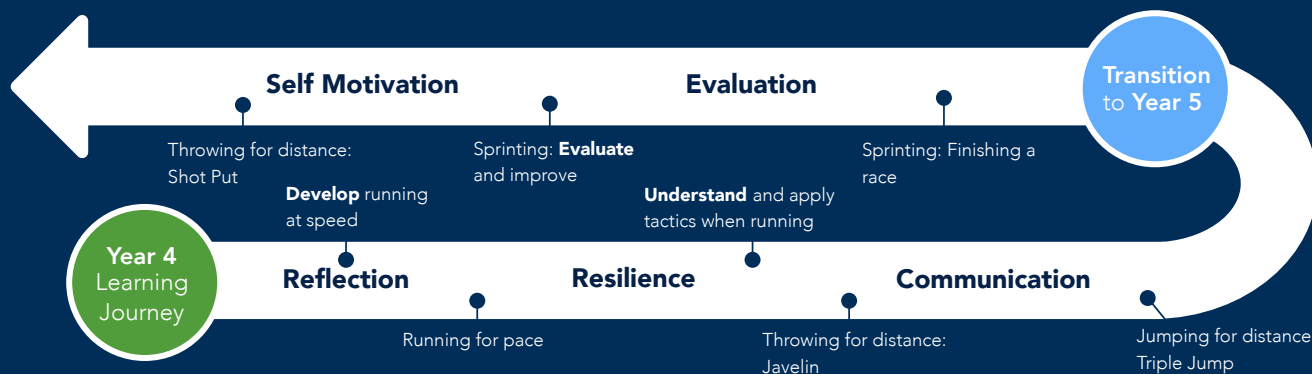 Self Motivation
Evaluation
Transition
to Year 5
Throwing for distance:
Shot Put
Sprinting: Evaluate
and improve
Sprinting: Finishing a
race
Develop running
at speed
Understand and apply
tactics when running
Year 4
Learning
Journey
Reflection
Resilience
Communication
Running for pace
Throwing for distance:
Javelin
Jumping for distance
Triple Jump